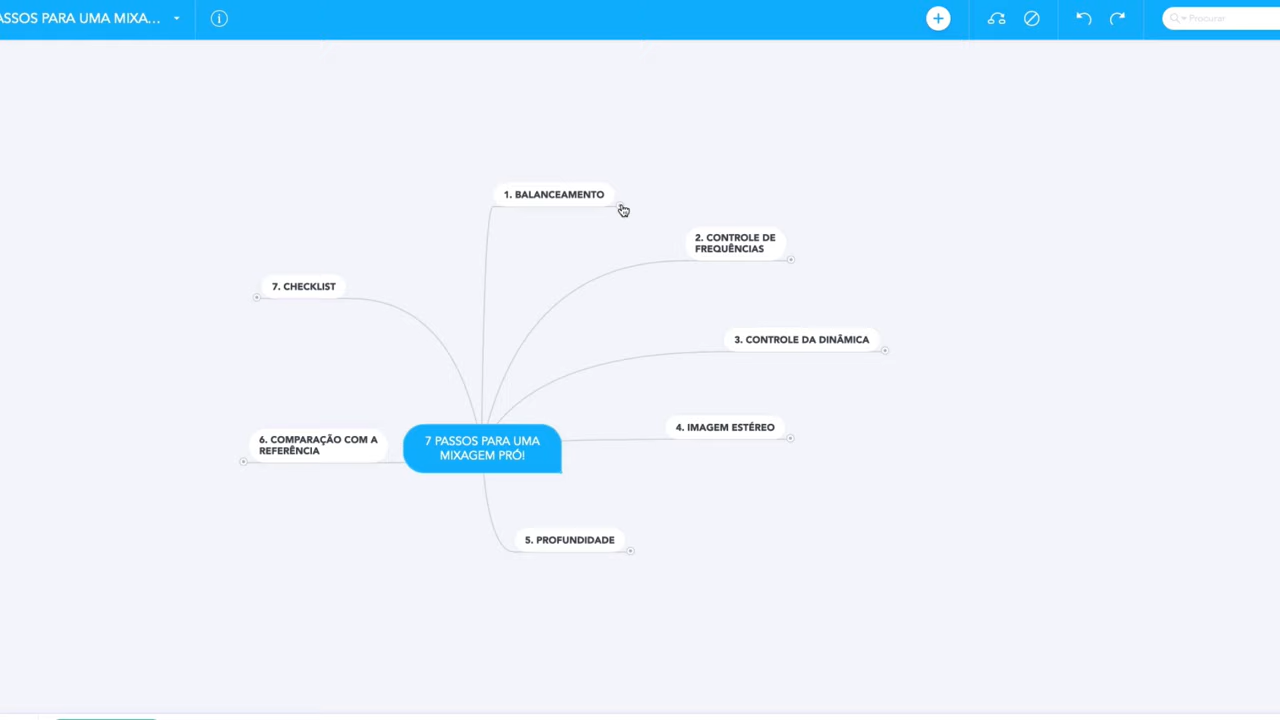 ASSOS PARA UMA MIXA...
Procurar
1. BALANCEAMENTO
2. CONTROLE DE
FREQUÊNCIAS
7. CHECKLIST
3. CONTROLE DA DINÂMICA
4. IMAGEM ESTÉREO
6. COMPARAÇÃO COM A
REFERÊNCIA
7 PASSOS PARA UMA
MIXAGEM PRÓ!
5. PROFUNDIDADE